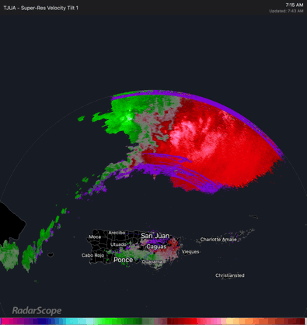 TJUA - Super-Res Velocity Tilt 1
7:15 AM
Updated: 7:43 AM
Arecibo
San Juan
Moca
Utuado
Caguas
Charlotte Amalie
Cabo Rojo
Vieques
Ponce
Christiansted
RadarScope